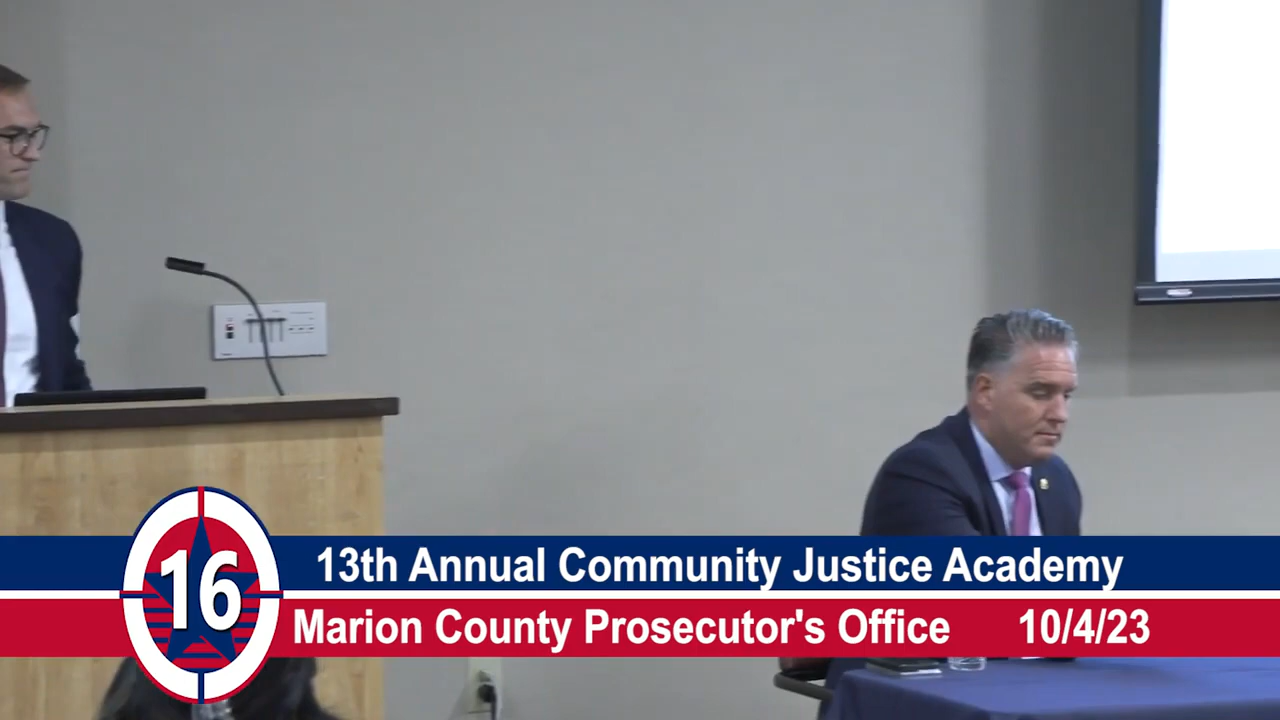 13th Annual Community Justice Academy
16
Marion County Prosecutor's Office 10/4/23